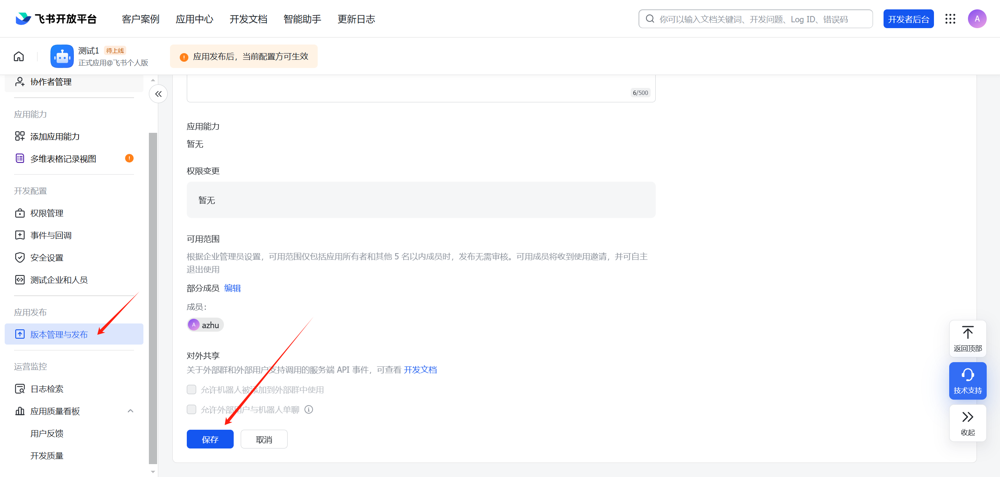 飞书开放平台
客户案例
应用中心
开发文档
智能助手
更新日志
你可以输入文档关键词、开发问题、Log ID、错误码
开发者后台
A
测试1
待上线
正式应用@飞书个人版
应用发布后，当前配置方可生效
协作者管理
应用能力
添加应用能力
多维表格记录视图
开发配置
权限管理
事件与回调
安全设置
测试企业和人员
应用发布
版本管理与发布
运营监控
日志检索
应用质量看板
用户反馈
开发质量
6/500
应用能力
暂无
权限变更
暂无
可用范围
根据企业管理员设置，可用范围仅包括应用所有者和其他 5 名以内成员时，发布无需审核。可用成员将收到使用邀请，并可自主
退出使用
部分成员 编辑
成员：
A azhu
对外共享
关于外部群和外部用户支持调用的服务端 API 事件，可查看 开发文档
允许机器人被添加到外部群中使用
允许外部用户与机器人单聊
保存
取消
返回顶部
技术支持
收起